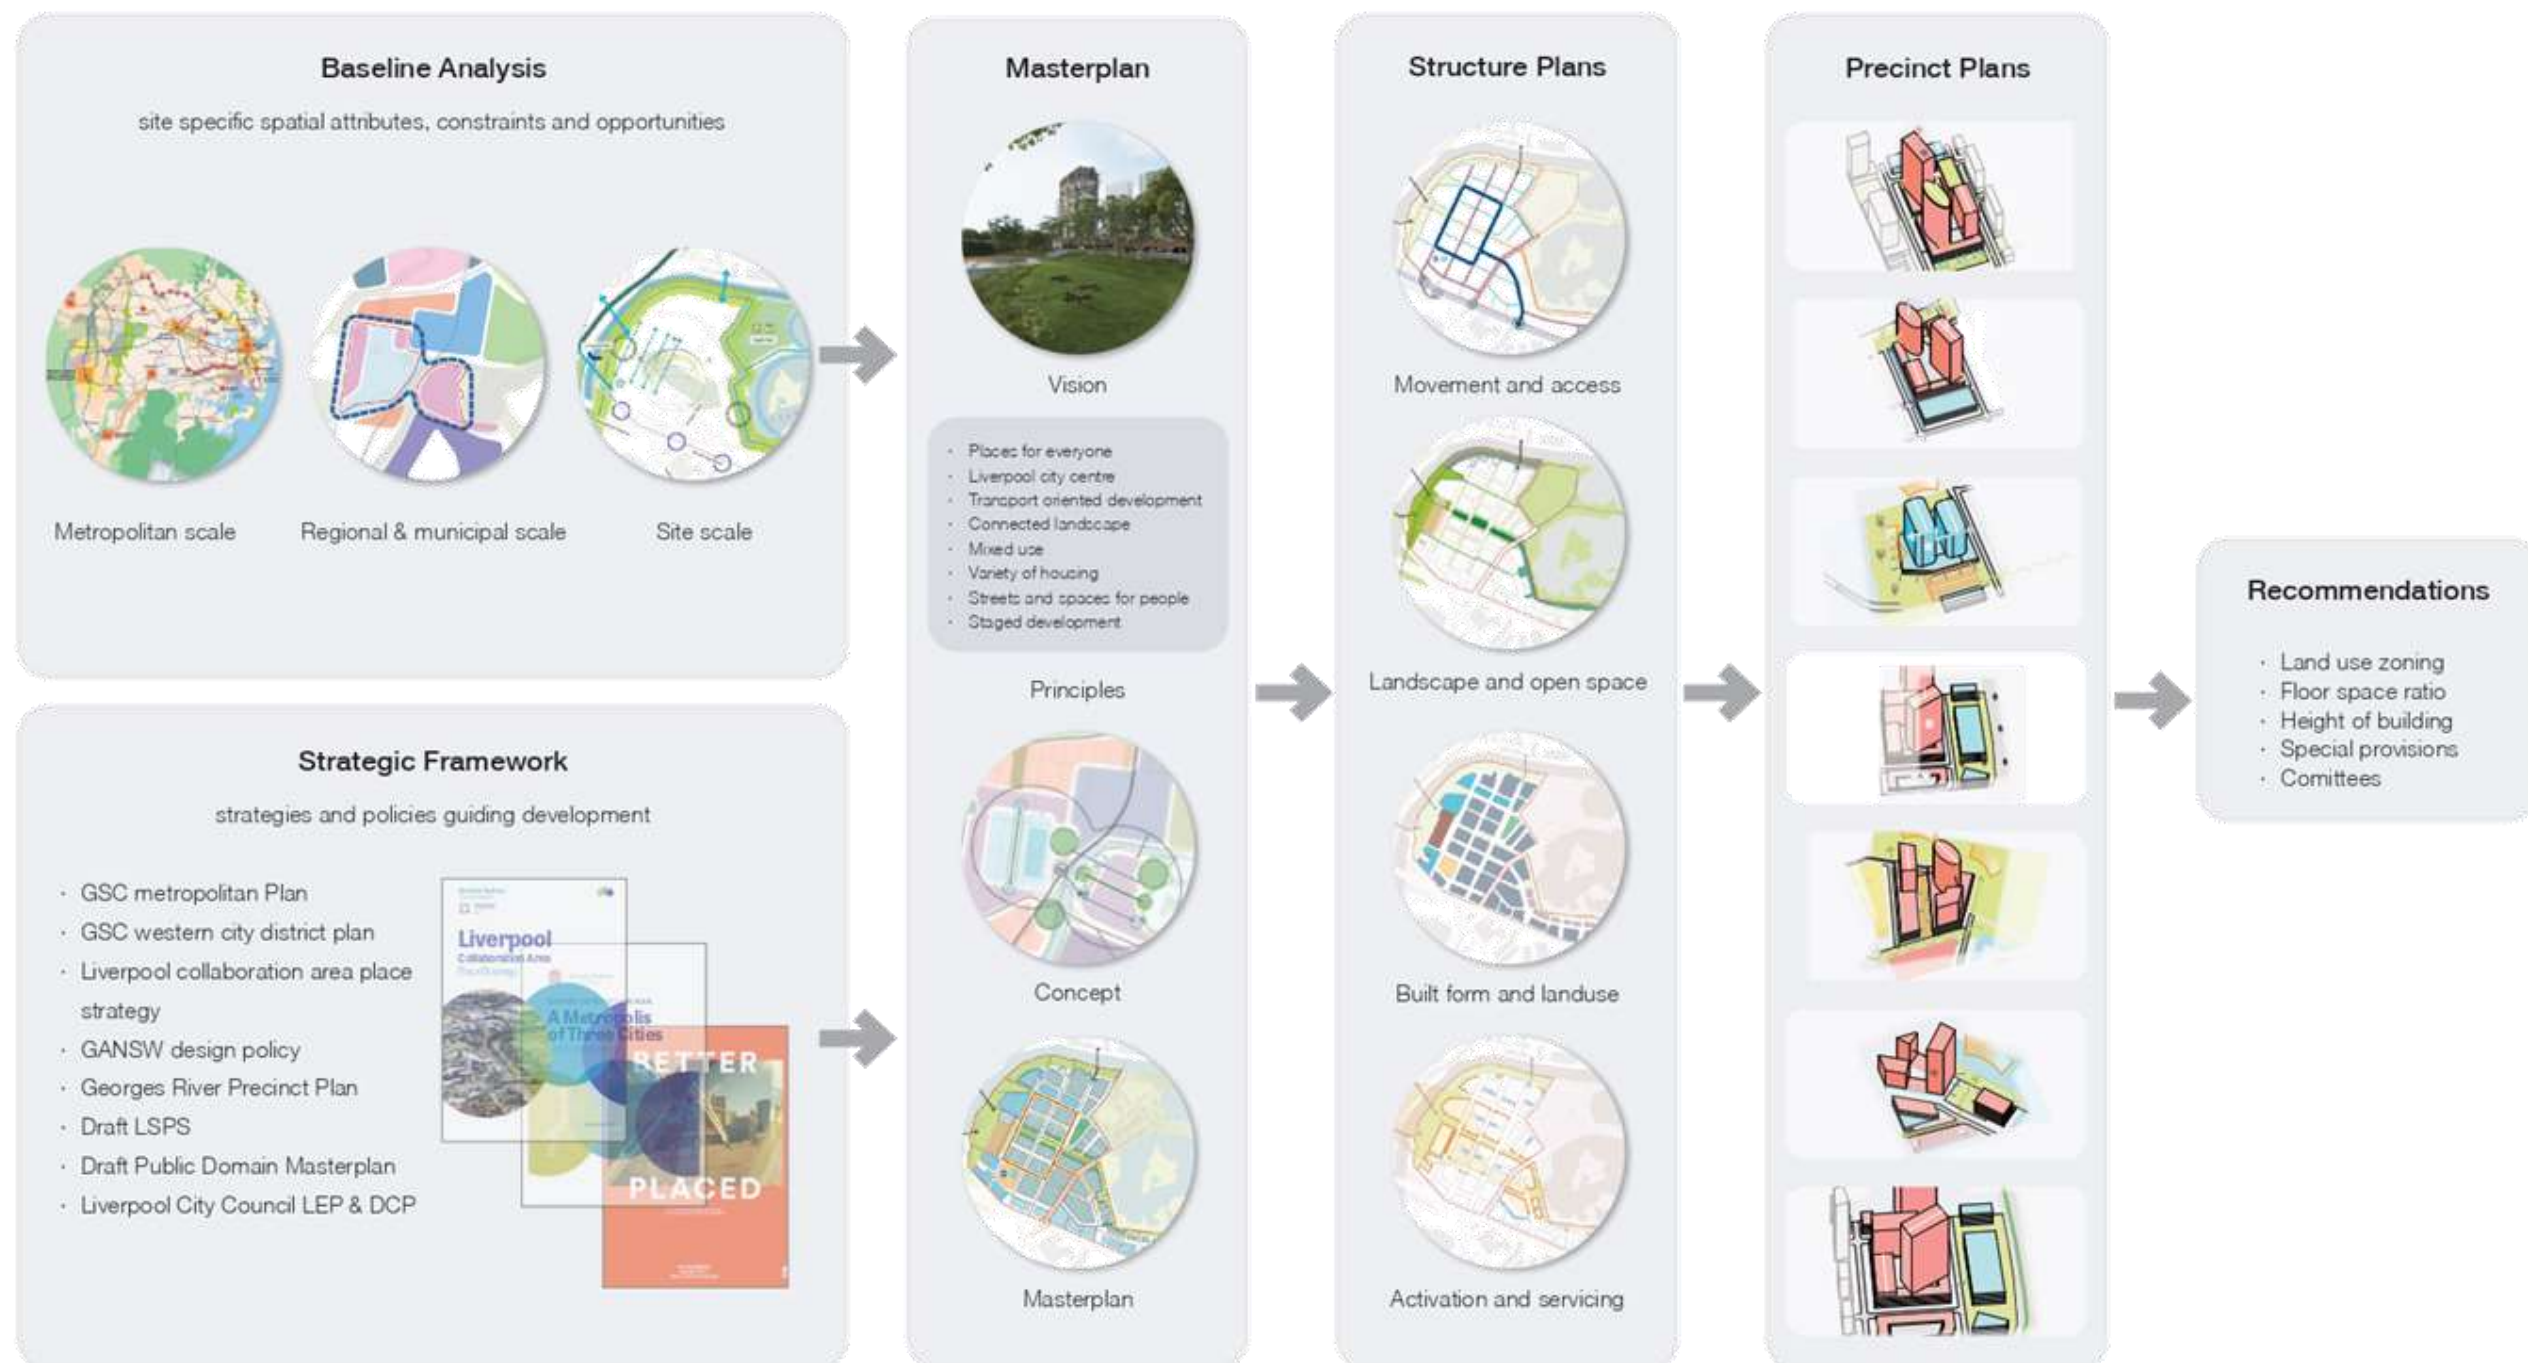 Baseline Analysis
site specific spatial attributes, constraints and opportunities
Metropolitan scale
Regional & municipal scale
Site scale
Strategic Framework
strategies and policies guiding development
· GSC metropolitan Plan
· GSC western city district plan
· Liverpool collaboration area place
strategy
· GANSW design policy
· Georges River Precinct Plan
· Draft LSPS
· Draft Public Domain Masterplan
· Liverpool City Council LEP & DCP
Liverpool
Collaboration Area
A Metropolis
of Three Cities
BETTER
PLACED
Masterplan
Vision
· Places for everyone
· Liverpool city centre
· Transport oriented development
· Connected landscape
· Mixed use
· Variety of housing
· Streets and spaces for people
· Staged development
Principles
Concept
Masterplan
Structure Plans
Movement and access
Landscape and open space
Built form and landuse
Activation and servicing
Precinct Plans
Recommendations
· Land use zoning
· Floor space ratio
· Height of building
· Special provisions
· Comittees